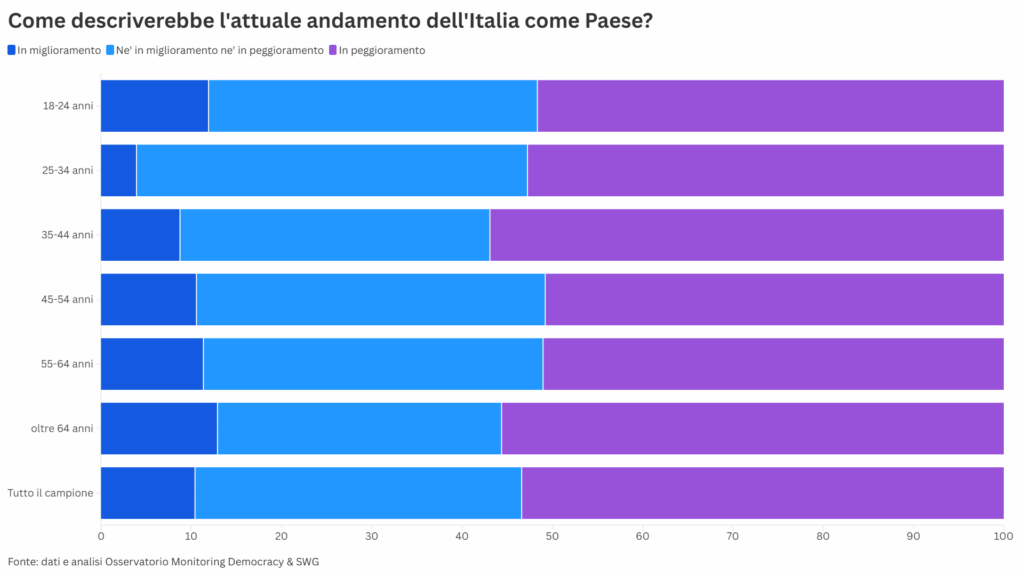 Come descriverebbe l'attuale andamento dell'Italia come Paese?
In miglioramento Ne' in miglioramento ne' in peggioramento In peggioramento
18-24 anni
25-34 anni
35-44 anni
45-54 anni
55-64 anni
oltre 64 anni
Tutto il campione
0 10 20 30 40 50 60 70 80 90 100
Fonte: dati e analisi Osservatorio Monitoring Democracy & SWG